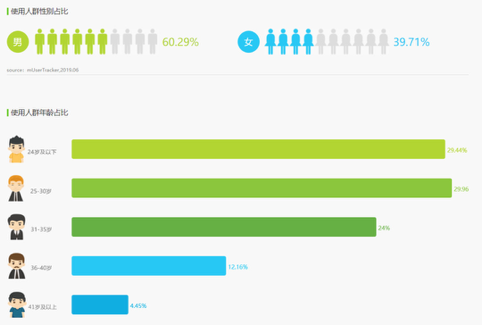 使用人群性别占比
男 60.29% 女 39.71%
source：mUserTracker,2019.06
使用人群年龄占比
24岁及以下 29.44%
25-30岁 29.96
31-35岁 24%
36-40岁 12.16%
41岁及以上 4.45%